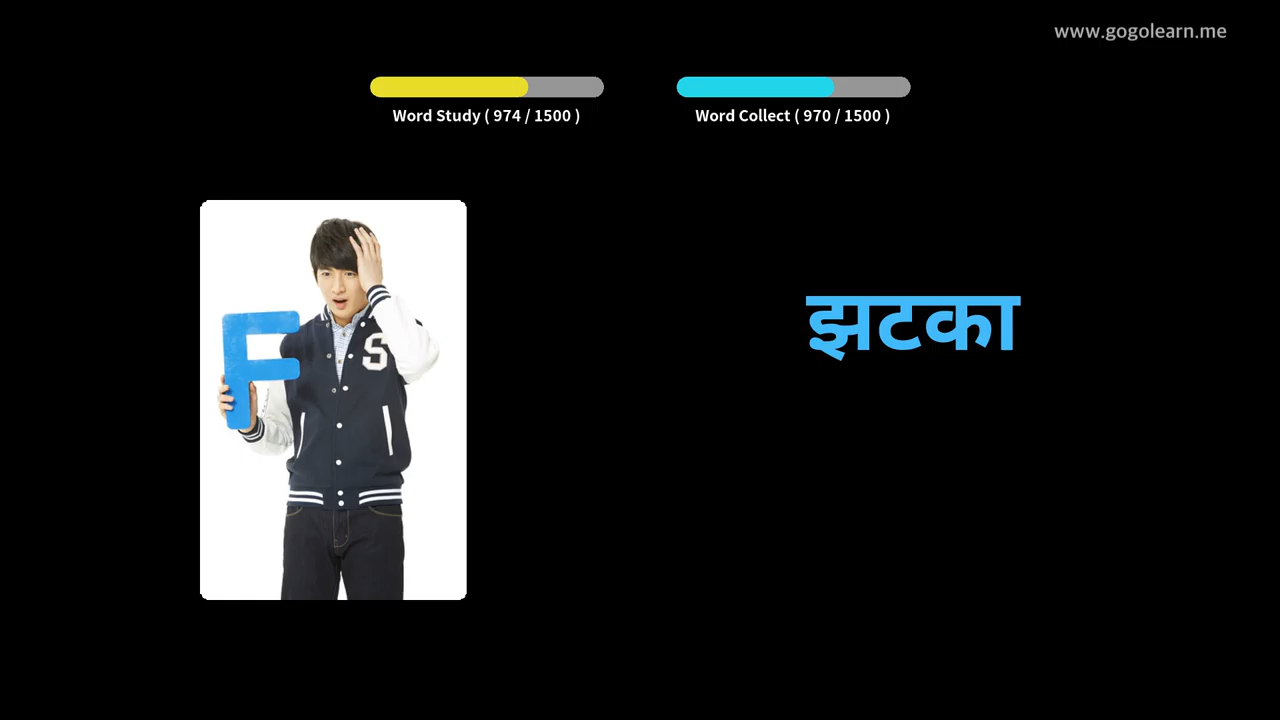 www.gogolearn.me
Word Study ( 974 / 1500 )
Word Collect ( 970 / 1500 )
F
S
झटका